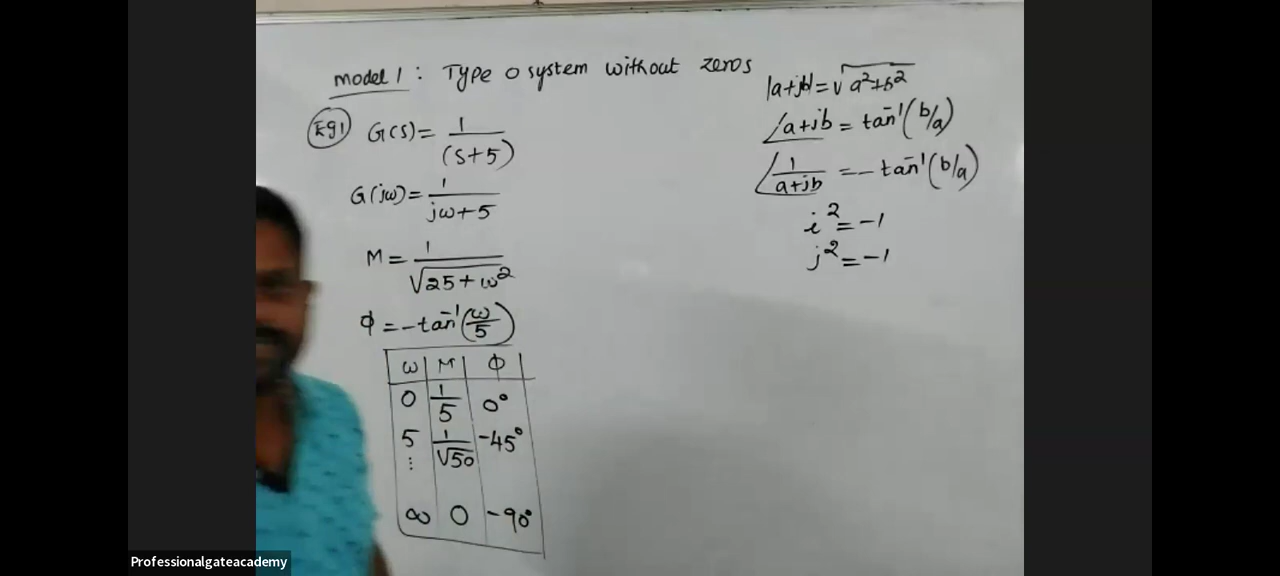 model 1 : Type 0 system without zeros
Eg1 G(s) = 1/(s+5)
G(jω) = 1/(jω+5)
M = 1/√(25+ω²)
φ = -tan⁻¹(ω/5)
ω | M | φ
0 | 1/5 | 0°
5 | 1/√50 | -45°
⋮
∞ | 0 | -90°
|a+jb| = √(a²+b²)
∠a+jb = tan⁻¹(b/a)
∠1/(a+jb) = -tan⁻¹(b/a)
i² = -1
j² = -1
Professionalgateacademy